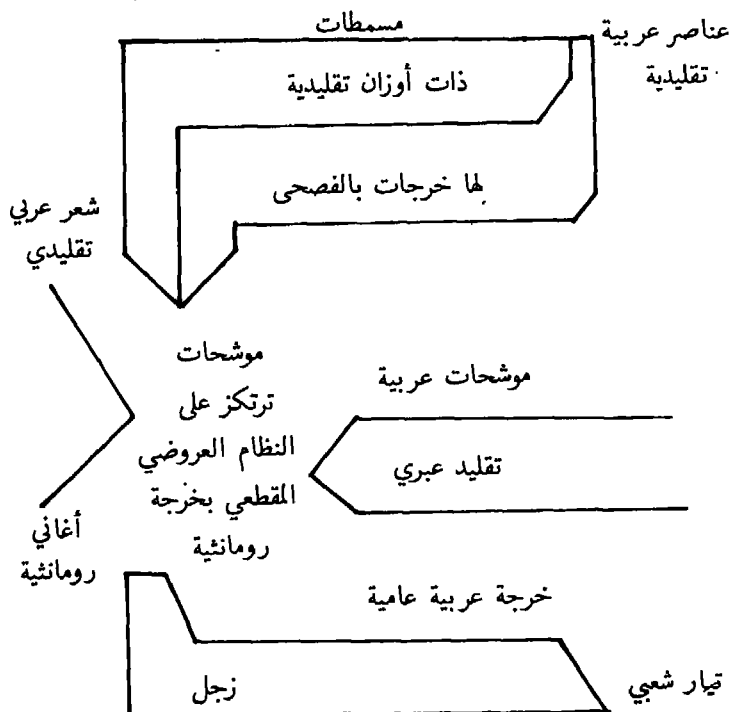 مسمطات
عناصر عربية
تقليدية
ذات أوزان تقليدية
لها خرجات بالفصحى
شعر عربي
تقليدي
موشحات
ترتكز على
النظام العروضي
المقطعي بخرجة
رومانثية
موشحات عربية
تقليد عبري
أغاني
رومانثية
خرجة عربية عامية
زجل
تيار شعبي